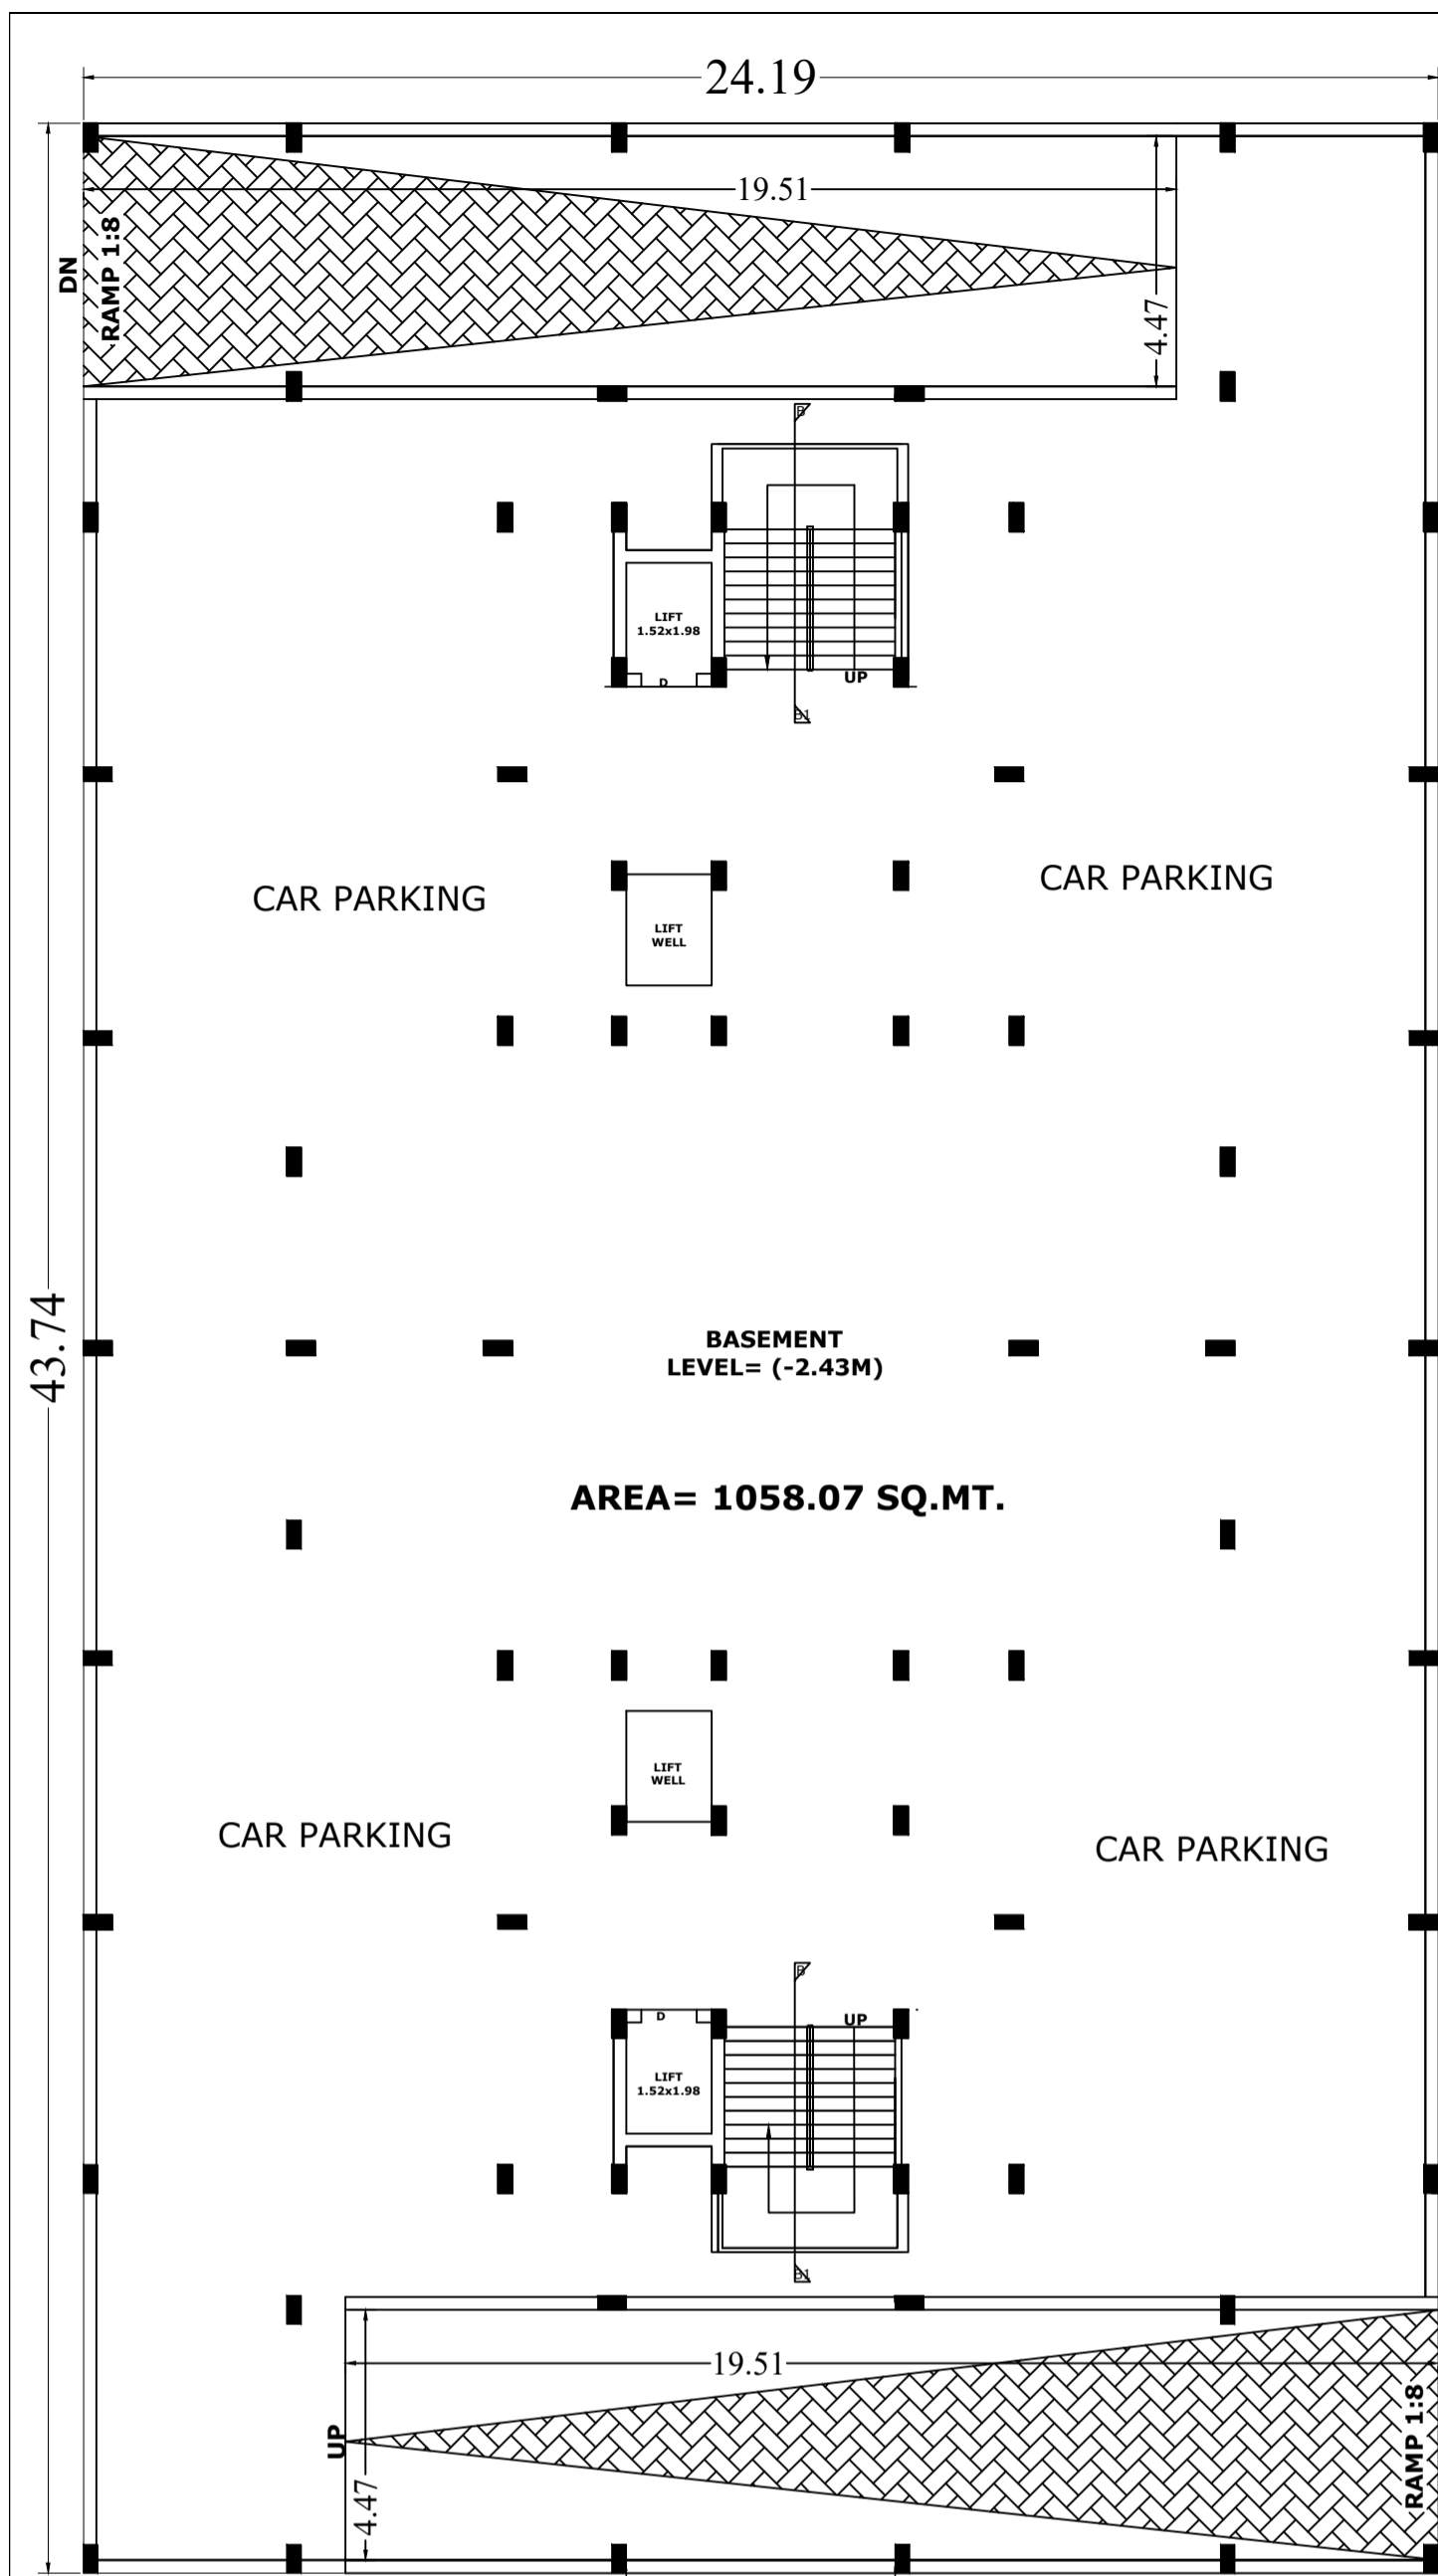 24.19
19.51
DN
RAMP 1:8
4.47
B
LIFT
1.52x1.98
D
UP
B1
CAR PARKING
CAR PARKING
LIFT
WELL
43.74
BASEMENT
LEVEL= (-2.43M)
AREA= 1058.07 SQ.MT.
LIFT
WELL
CAR PARKING
CAR PARKING
B
D
UP
LIFT
1.52x1.98
B1
19.51
UP
RAMP 1:8
4.47